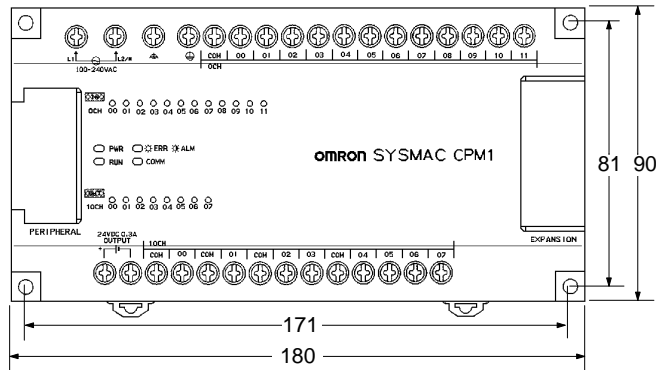 L1 L2/N COM 00 01 02 03 04 05 06 07 08 09 10 11
100-240VAC 0CH
IN
0CH 00 01 02 03 04 05 06 07 08 09 10 11
PWR ERR ALM
RUN COMM
OMRON SYSMAC CPM1
OUT
10CH 00 01 02 03 04 05 06 07
PERIPHERAL
24VDC 0.3A
OUTPUT
+ -
10CH
COM 00 COM 01 COM 02 03 COM 04 05 06 07
EXPANSION
81 90
171
180